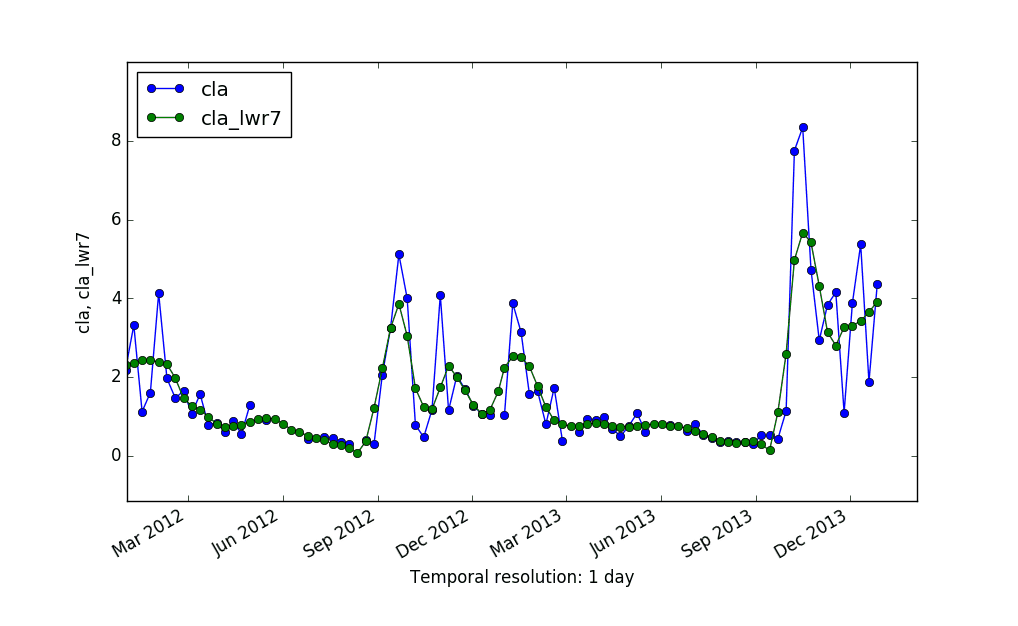 cla
cla_lwr7
8
6
4
2
0
cla, cla_lwr7
Mar 2012
Jun 2012
Sep 2012
Dec 2012
Mar 2013
Jun 2013
Sep 2013
Dec 2013
Temporal resolution: 1 day